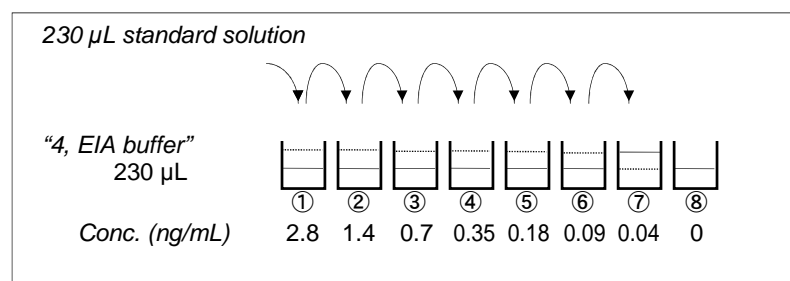 230 µL standard solution
“4, EIA buffer”
230 µL
① ② ③ ④ ⑤ ⑥ ⑦ ⑧
Conc. (ng/mL) 2.8 1.4 0.7 0.35 0.18 0.09 0.04 0